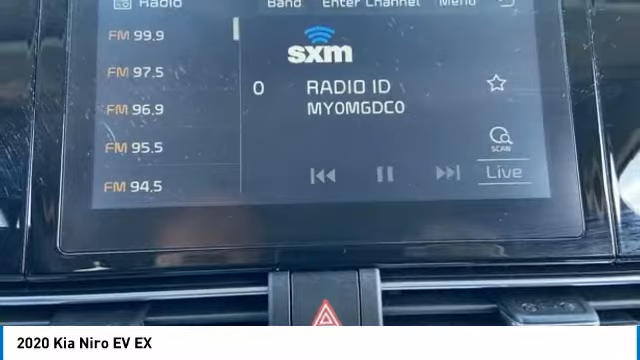 Radio Band Enter Channel Menu
FM 99.9
FM 97.5
FM 96.9
FM 95.5
FM 94.5
sxm
0 RADIO ID
MY0MGDC0
SCAN
Live
2020 Kia Niro EV EX